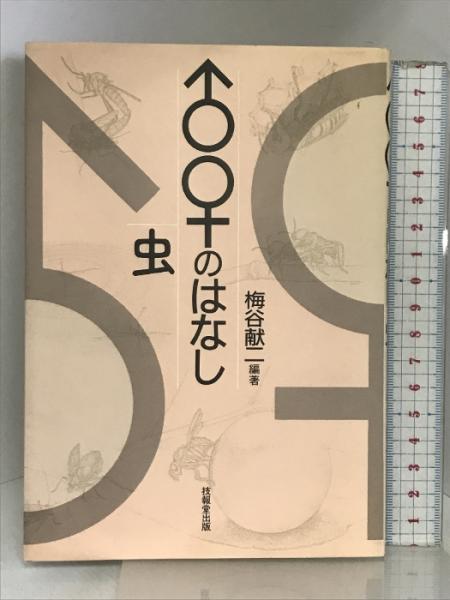 ♂♀のはなし
虫
梅谷献二 編著
技報堂出版